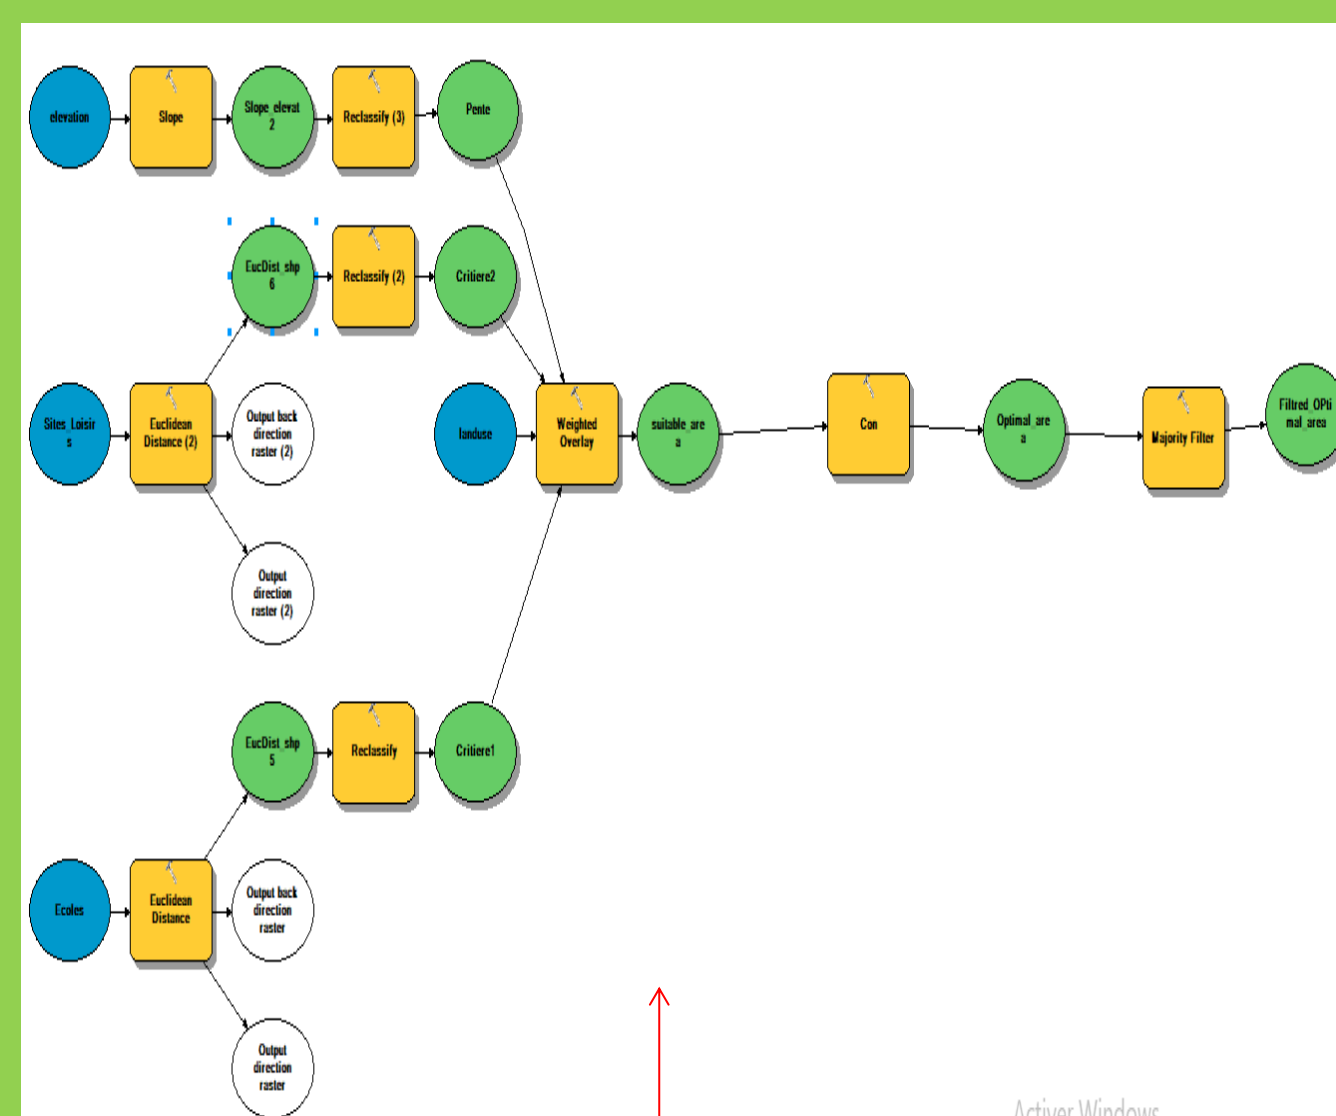 elevation
Slope
Slope_elevat
2
Reclassify (3)
Pente
EucDist_shp
6
Reclassify (2)
Critiere2
Sites_Loisir
s
Euclidean
Distance (2)
Output back
direction
raster (2)
landuse
Weighted
Overlay
suitable_are
a
Con
Optimal_are
a
Majority Filter
Filtred_OPti
mal_area
Output
direction
raster (2)
EucDist_shp
5
Reclassify
Critiere1
Ecoles
Euclidean
Distance
Output back
direction
raster
Output
direction
raster
Activer Windows